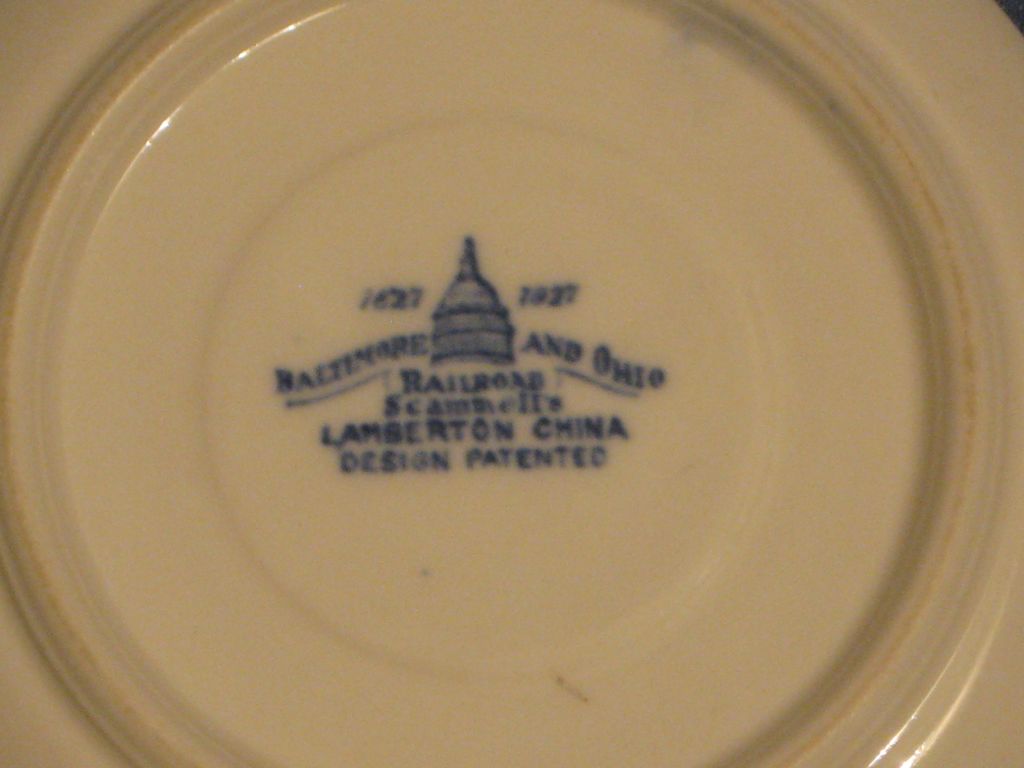 1827 1927
BALTIMORE AND OHIO
RAILROAD
Scammell's
LAMBERTON CHINA
DESIGN PATENTED